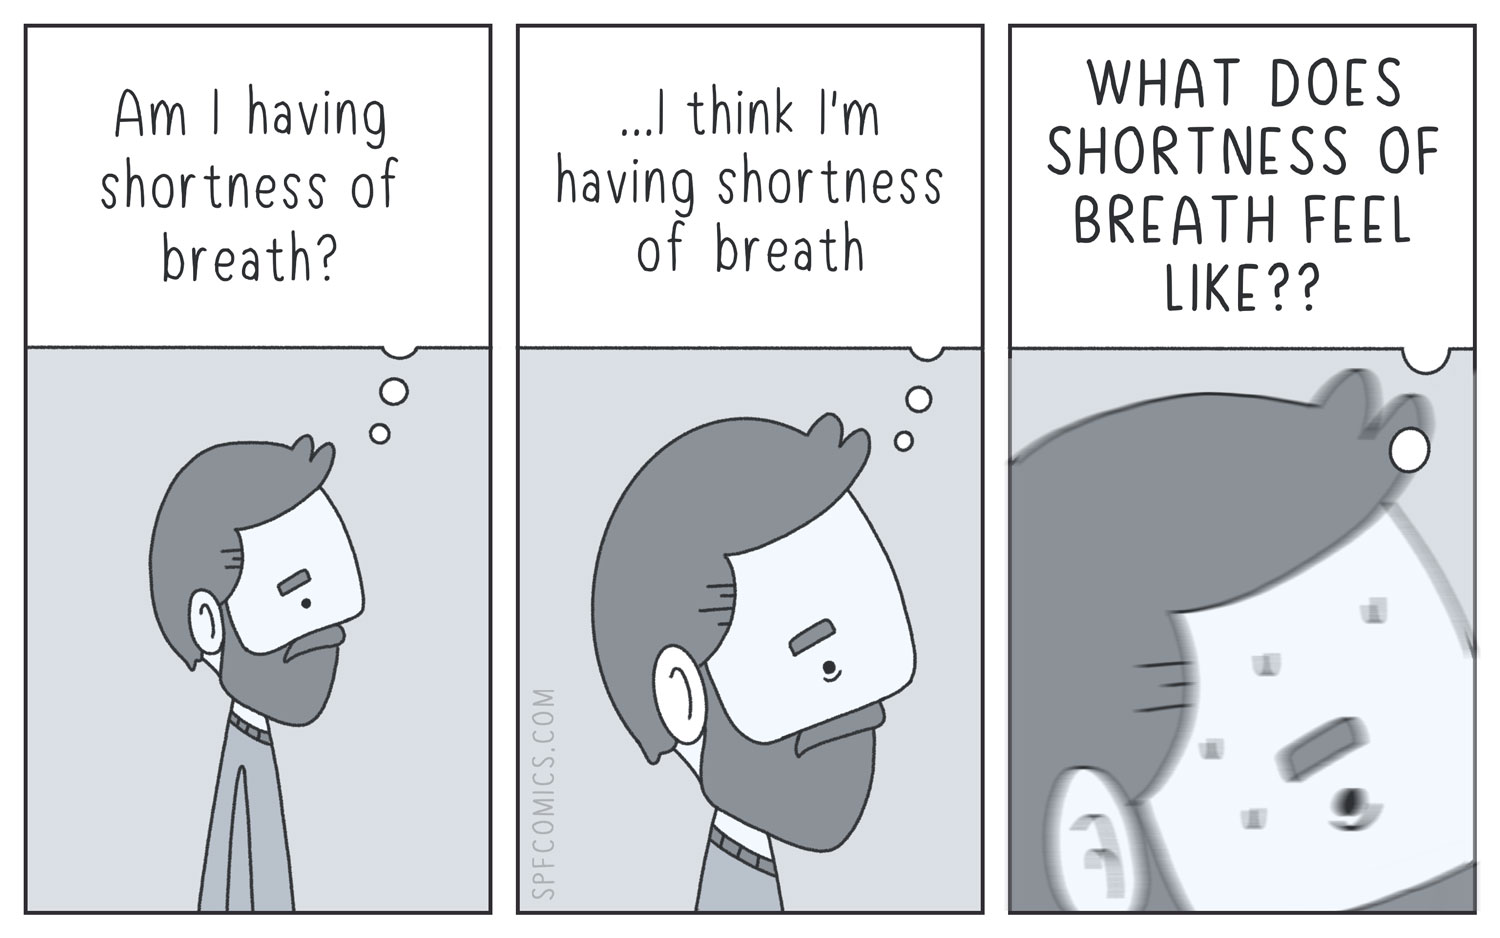 Am I having
shortness of
breath?
...I think I'm
having shortness
of breath
SPFCOMICS.COM
WHAT DOES
SHORTNESS OF
BREATH FEEL
LIKE??